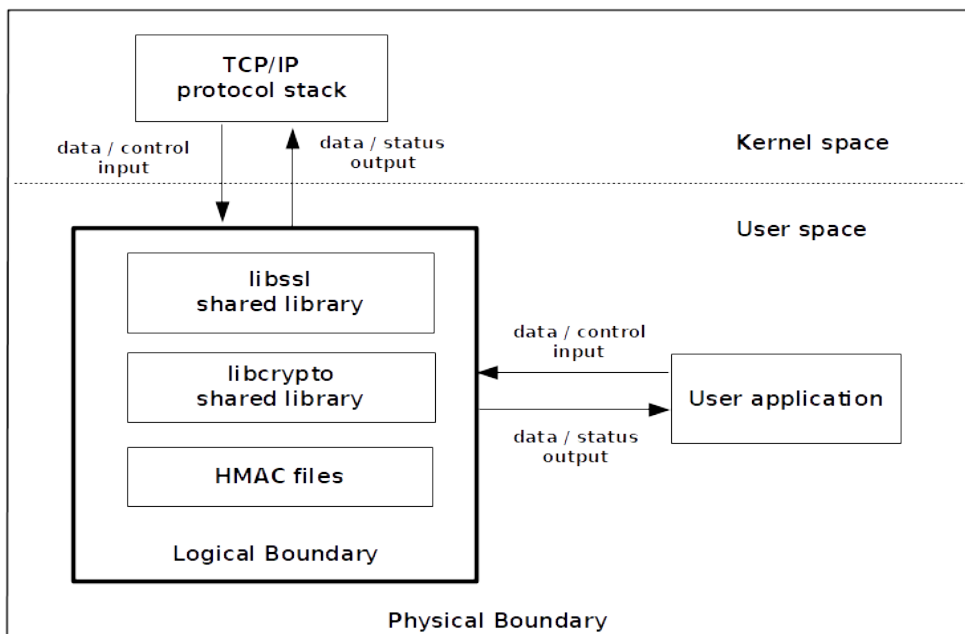 TCP/IP
protocol stack
data / control
input
data / status
output
Kernel space
User space
libssl
shared library
data / control
input
libcrypto
shared library
User application
data / status
output
HMAC files
Logical Boundary
Physical Boundary